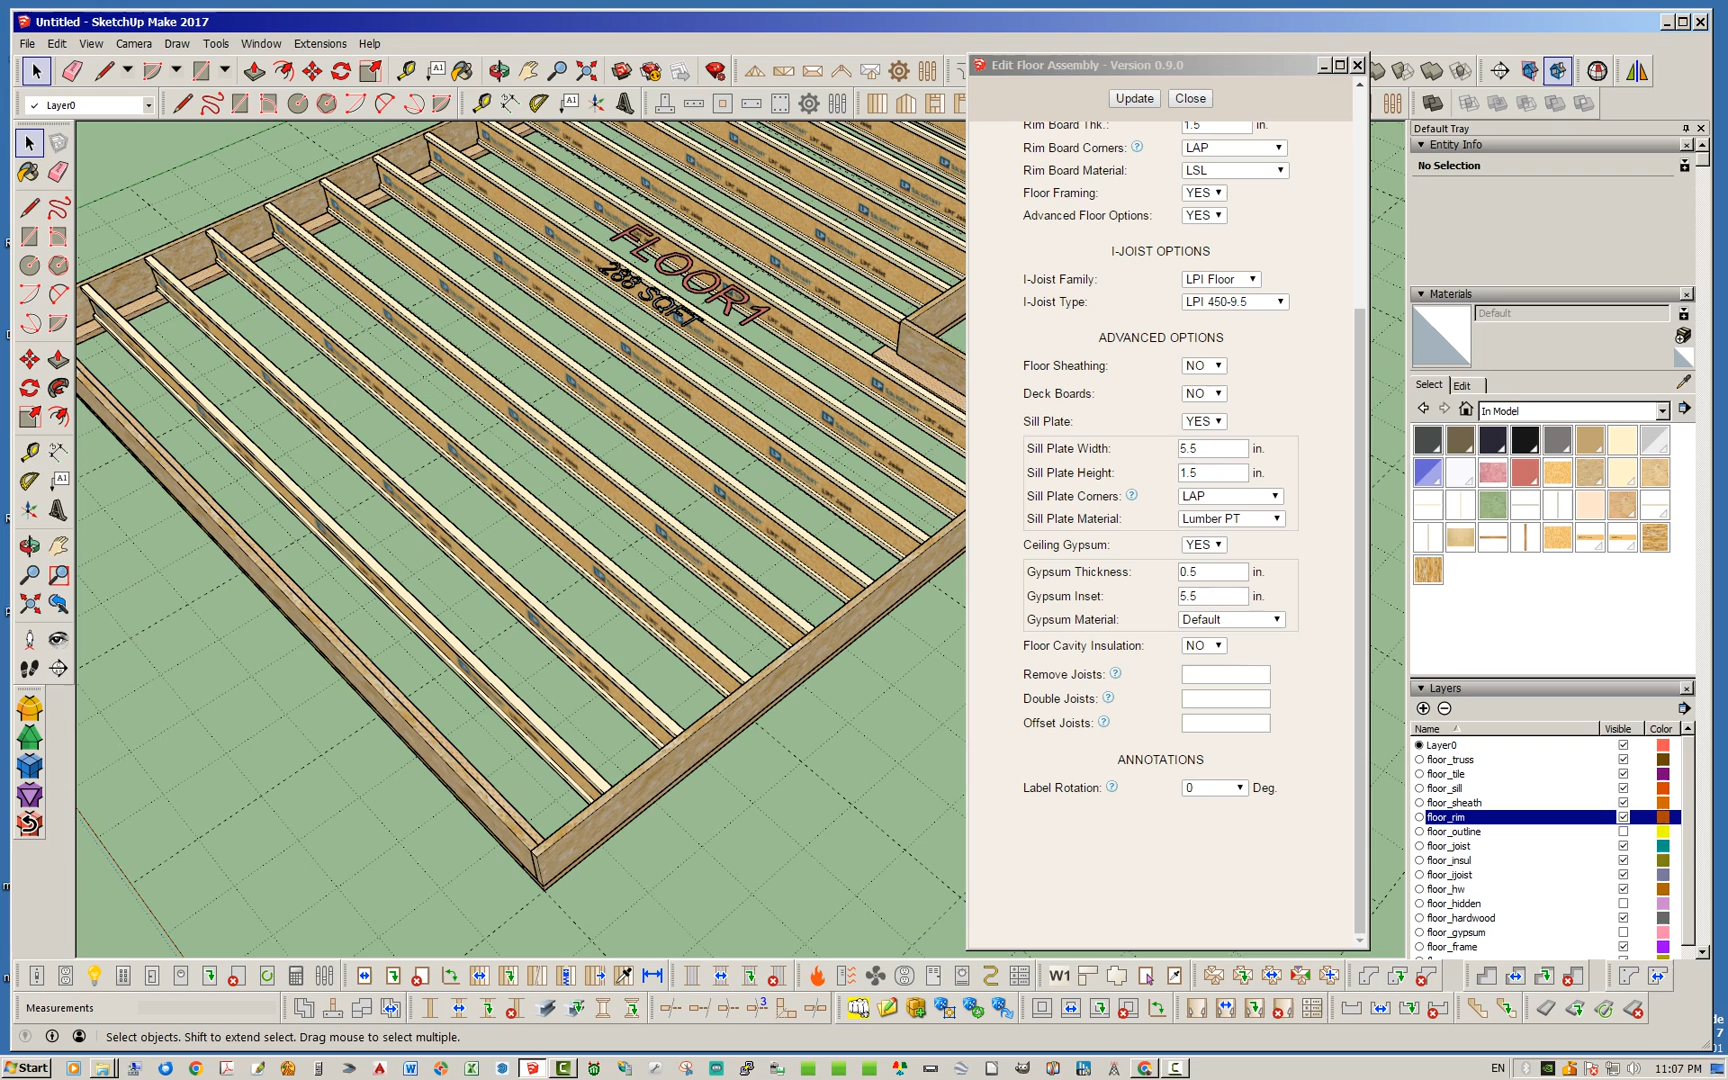 Untitled - SketchUp Make 2017
File Edit View Camera Draw Tools Window Extensions Help
Layer0
FLOOR1
288 SQFT
Edit Floor Assembly - Version 0.9.0
Update Close
Rim Board Thk.: 1.5 in.
Rim Board Corners: LAP
Rim Board Material: LSL
Floor Framing: YES
Advanced Floor Options: YES
I-JOIST OPTIONS
I-Joist Family: LPI Floor
I-Joist Type: LPI 450-9.5
ADVANCED OPTIONS
Floor Sheathing: NO
Deck Boards: NO
Sill Plate: YES
Sill Plate Width: 5.5 in.
Sill Plate Height: 1.5 in.
Sill Plate Corners: LAP
Sill Plate Material: Lumber PT
Ceiling Gypsum: YES
Gypsum Thickness: 0.5 in.
Gypsum Inset: 5.5 in.
Gypsum Material: Default
Floor Cavity Insulation: NO
Remove Joists:
Double Joists:
Offset Joists:
ANNOTATIONS
Label Rotation: 0 Deg.
Default Tray
Entity Info
No Selection
Materials
Default
Select Edit
In Model
Layers
Name Visible Color
Layer0
floor_truss
floor_tile
floor_sill
floor_sheath
floor_rim
floor_outline
floor_joist
floor_insul
floor_ijoist
floor_hw
floor_hidden
floor_hardwood
floor_gypsum
floor_frame
W1
Measurements
Select objects. Shift to extend select. Drag mouse to select multiple.
Start
EN
11:07 PM